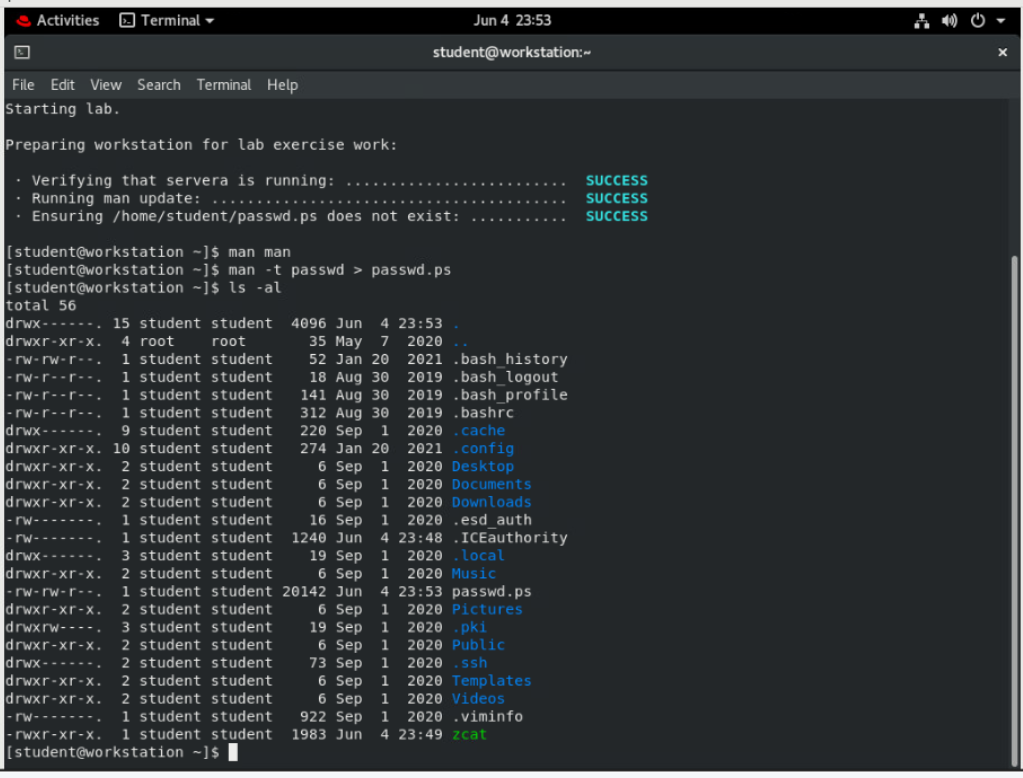 Activities Terminal Jun 4 23:53
student@workstation:~
File Edit View Search Terminal Help
Starting lab.
Preparing workstation for lab exercise work:
· Verifying that servera is running: ......................... SUCCESS
· Running man update: ........................................ SUCCESS
· Ensuring /home/student/passwd.ps does not exist: ........... SUCCESS
[student@workstation ~]$ man man
[student@workstation ~]$ man -t passwd > passwd.ps
[student@workstation ~]$ ls -al
total 56
drwx------. 15 student student  4096 Jun  4 23:53 .
drwxr-xr-x.  4 root    root       35 May  7  2020 ..
-rw-rw-r--.  1 student student    52 Jan 20  2021 .bash_history
-rw-r--r--.  1 student student    18 Aug 30  2019 .bash_logout
-rw-r--r--.  1 student student   141 Aug 30  2019 .bash_profile
-rw-r--r--.  1 student student   312 Aug 30  2019 .bashrc
drwx------.  9 student student   220 Sep  1  2020 .cache
drwxr-xr-x. 10 student student   274 Jan 20  2021 .config
drwxr-xr-x.  2 student student     6 Sep  1  2020 Desktop
drwxr-xr-x.  2 student student     6 Sep  1  2020 Documents
drwxr-xr-x.  2 student student     6 Sep  1  2020 Downloads
-rw-------.  1 student student    16 Sep  1  2020 .esd_auth
-rw-------.  1 student student  1240 Jun  4 23:48 .ICEauthority
drwx------.  3 student student    19 Sep  1  2020 .local
drwxr-xr-x.  2 student student     6 Sep  1  2020 Music
-rw-rw-r--.  1 student student 20142 Jun  4 23:53 passwd.ps
drwxr-xr-x.  2 student student     6 Sep  1  2020 Pictures
drwxrw----.  3 student student    19 Sep  1  2020 .pki
drwxr-xr-x.  2 student student     6 Sep  1  2020 Public
drwx------.  2 student student    73 Sep  1  2020 .ssh
drwxr-xr-x.  2 student student     6 Sep  1  2020 Templates
drwxr-xr-x.  2 student student     6 Sep  1  2020 Videos
-rw-------.  1 student student   922 Sep  1  2020 .viminfo
-rwxr-xr-x.  1 student student  1983 Jun  4 23:49 zcat
[student@workstation ~]$